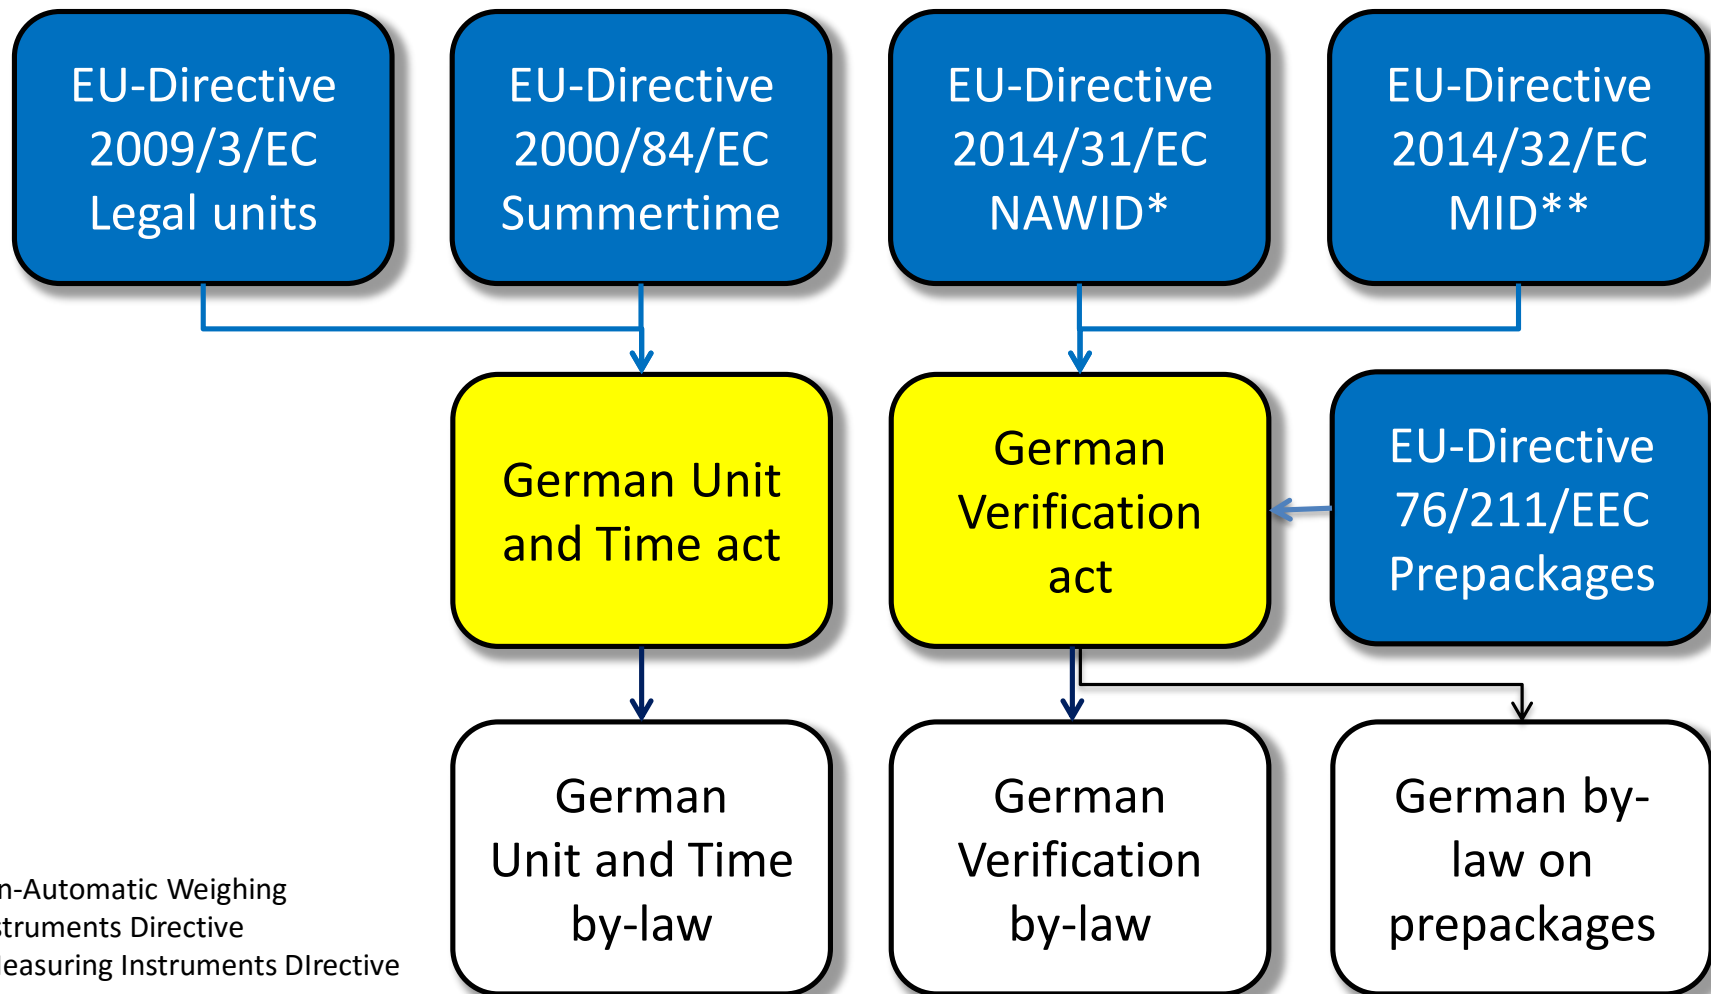 EU-Directive
2009/3/EC
Legal units
EU-Directive
2000/84/EC
Summertime
EU-Directive
2014/31/EC
NAWID*
EU-Directive
2014/32/EC
MID**
German Unit
and Time act
German
Verification
act
EU-Directive
76/211/EEC
Prepackages
German
Unit and Time
by-law
German
Verification
by-law
German by-
law on
prepackages
n-Automatic Weighing
struments Directive
easuring Instruments DIrective